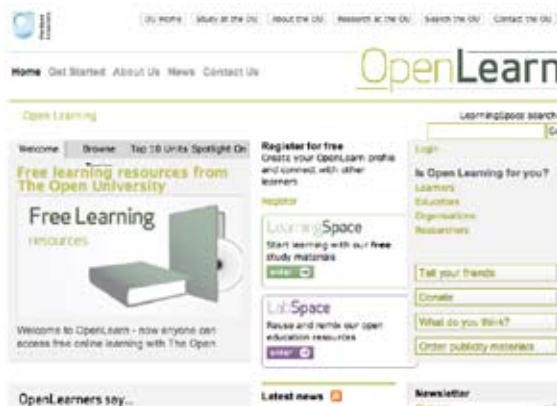 The Open University
OU Home Study at the OU About the OU Research at the OU Search the OU Contact the OU
Home Get Started About Us News Contact Us
OpenLearn
Open Learning
LearningSpace search
Welcome Browse Top 10 Units Spotlight On
Free learning resources from
The Open University
Free Learning
resources
Welcome to OpenLearn - now anyone can
access free online learning with The Open
Register for free
Create your OpenLearn profile
and connect with other
learners
Register
LearningSpace
Start learning with our free
study materials
enter
LabSpace
Reuse and remix our open
education resources
enter
Login
Is Open Learning for you?
Learners
Educators
Organisations
Researchers
Tell your friends
Donate
What do you think?
Order publicity materials
OpenLearners say...
Latest news
Newsletter